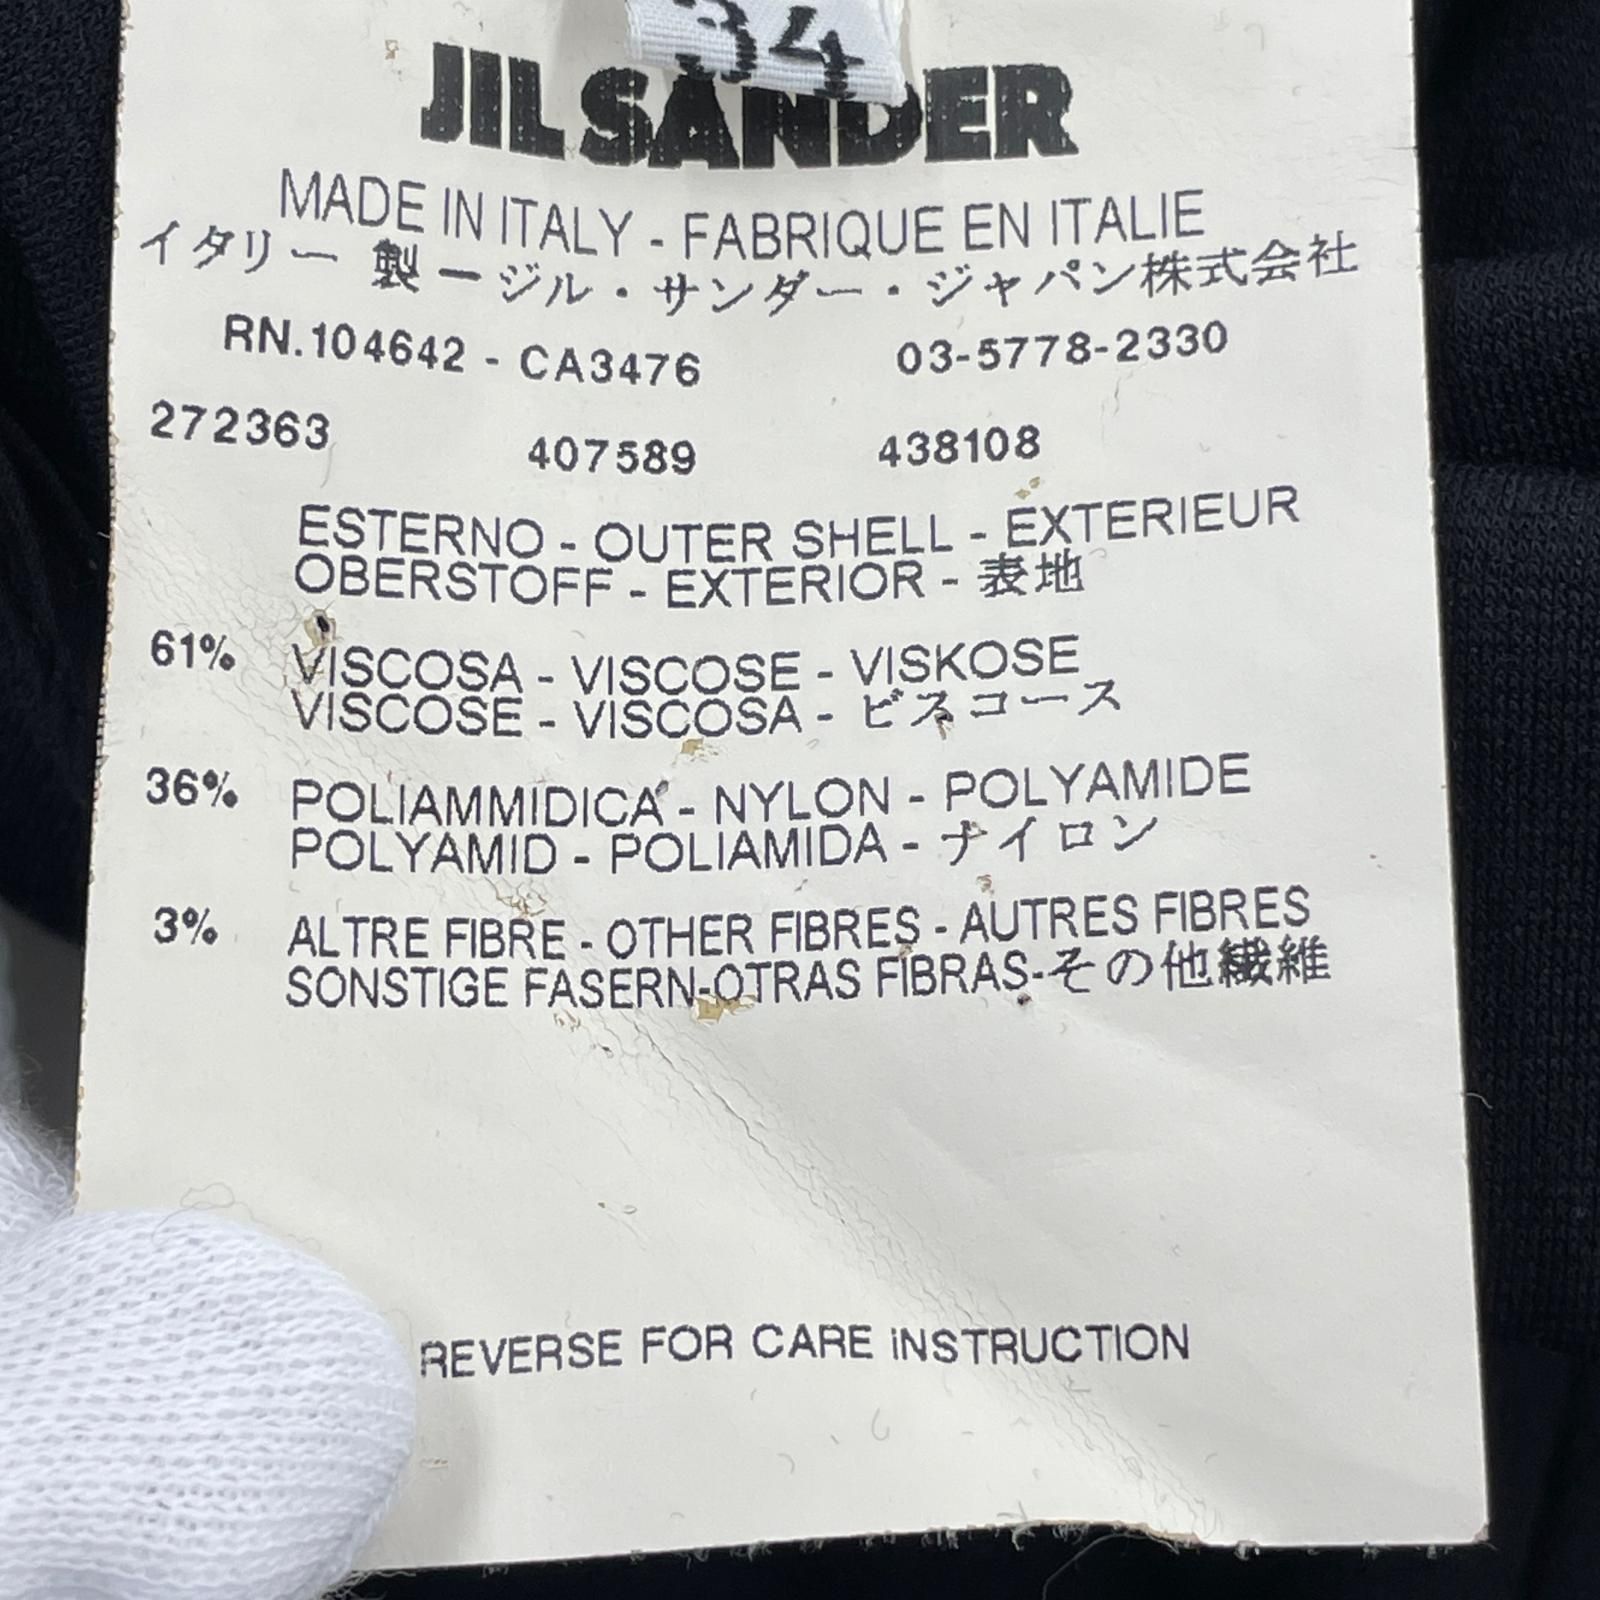 34
JIL SANDER
MADE IN ITALY - FABRIQUE EN ITALIE
イタリー 製 ー ジル・サンダー・ジャパン株式会社
RN.104642 - CA3476 03-5778-2330
272363 407589 438108
ESTERNO - OUTER SHELL - EXTERIEUR
OBERSTOFF - EXTERIOR - 表地
61% VISCOSA - VISCOSE - VISKOSE
VISCOSE - VISCOSA - ビスコース
36% POLIAMMIDICA - NYLON - POLYAMIDE
POLYAMID - POLIAMIDA - ナイロン
3% ALTRE FIBRE - OTHER FIBRES - AUTRES FIBRES
SONSTIGE FASERN-OTRAS FIBRAS-その他繊維
REVERSE FOR CARE INSTRUCTION